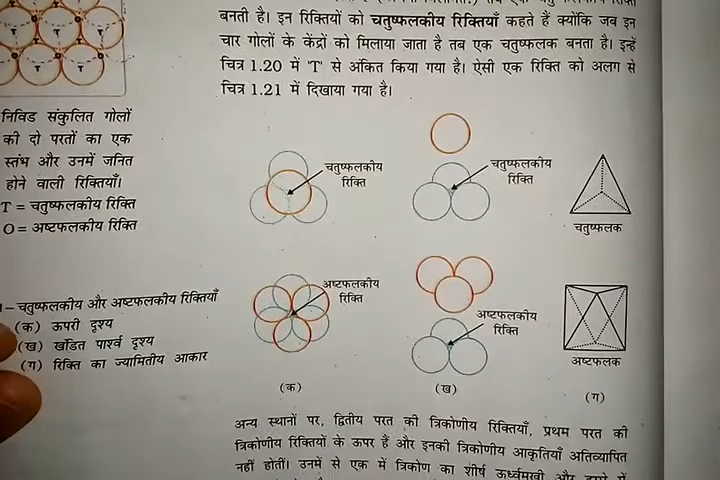 बनती है। इन रिक्तियों को चतुष्फलकीय रिक्तियाँ कहते हैं क्योंकि जब इन
चार गोलों के केंद्रों को मिलाया जाता है तब एक चतुष्फलक बनता है। इन्हें
चित्र 1.20 में 'T' से अंकित किया गया है। ऐसी एक रिक्ति को अलग से
चित्र 1.21 में दिखाया गया है।
निविड संकुलित गोलों
की दो परतों का एक
स्तंभ और उनमें जनित
होने वाली रिक्तियाँ।
T = चतुष्फलकीय रिक्ति
O = अष्टफलकीय रिक्ति
चतुष्फलकीय
रिक्ति
चतुष्फलकीय
रिक्ति
चतुष्फलक
–चतुष्फलकीय और अष्टफलकीय रिक्तियाँ
(क) ऊपरी दृश्य
(ख) खंडित पार्श्व दृश्य
(ग) रिक्ति का ज्यामितीय आकार
अष्टफलकीय
रिक्ति
अष्टफलकीय
रिक्ति
अष्टफलक
(क)
(ख)
(ग)
अन्य स्थानों पर, द्वितीय परत की त्रिकोणीय रिक्तियाँ, प्रथम परत की
त्रिकोणीय रिक्तियों के ऊपर हैं और इनकी त्रिकोणीय आकृतियाँ अतिव्यापित
नहीं होतीं। उनमें से एक में त्रिकोण का शीर्ष ऊर्ध्वमुखी और